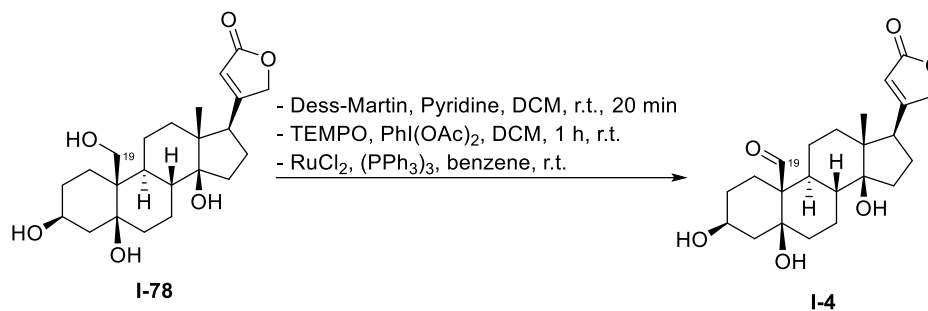 O
O
HO
19
H
H
OH
HO
OH
I-78
- Dess-Martin, Pyridine, DCM, r.t., 20 min
- TEMPO, PhI(OAc)2, DCM, 1 h, r.t.
- RuCl2, (PPh3)3, benzene, r.t.
O
O
O
19
H
H
OH
HO
OH
I-4